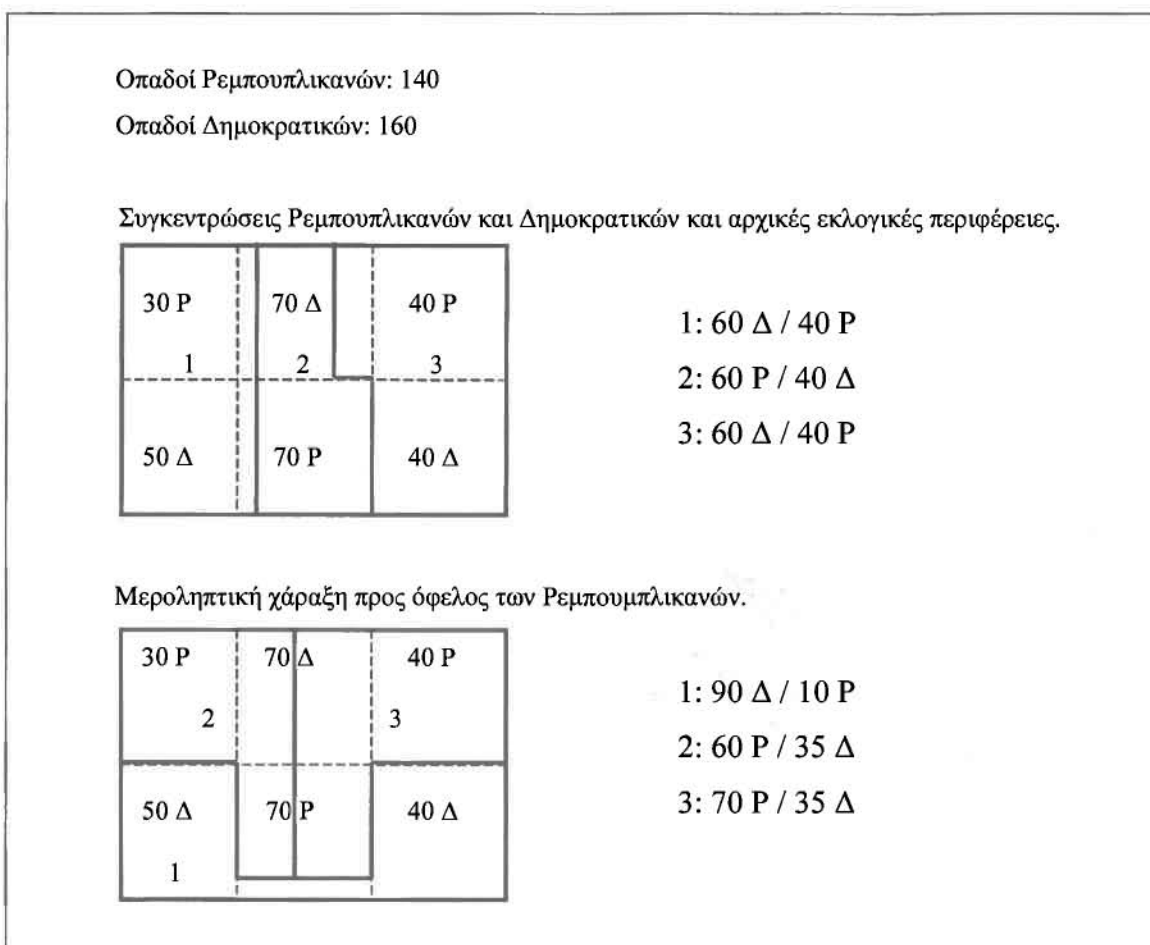 Οπαδοί Ρεμπουπλικανών: 140
Οπαδοί Δημοκρατικών: 160
Συγκεντρώσεις Ρεμπουπλικανών και Δημοκρατικών και αρχικές εκλογικές περιφέρειες.
30 Ρ 70 Δ 40 Ρ
1 2 3
50 Δ 70 Ρ 40 Δ
1: 60 Δ / 40 Ρ
2: 60 Ρ / 40 Δ
3: 60 Δ / 40 Ρ
Μεροληπτική χάραξη προς όφελος των Ρεμπουμπλικανών.
30 Ρ 70 Δ 40 Ρ
2 3
50 Δ 70 Ρ 40 Δ
1
1: 90 Δ / 10 Ρ
2: 60 Ρ / 35 Δ
3: 70 Ρ / 35 Δ